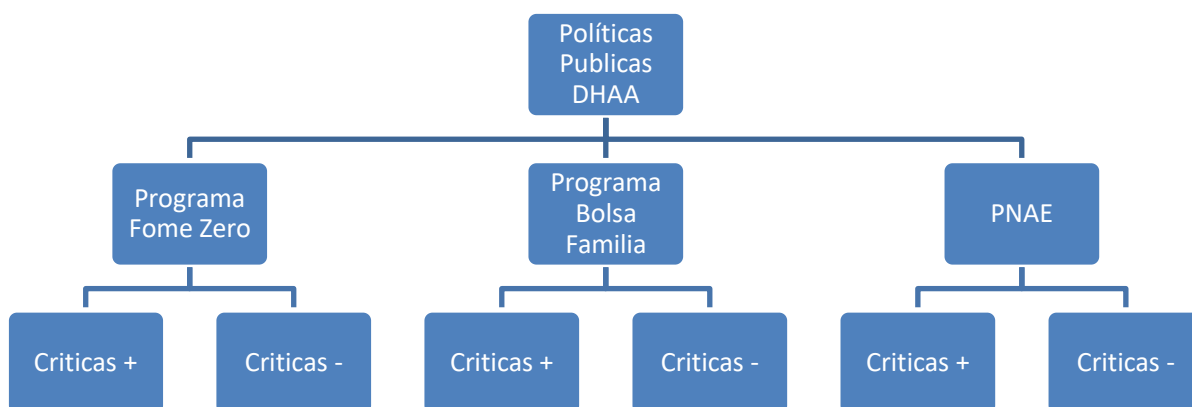 Políticas
Publicas
DHAA
Programa
Fome Zero
Programa
Bolsa
Familia
PNAE
Criticas +
Criticas -
Criticas +
Criticas -
Criticas +
Criticas -